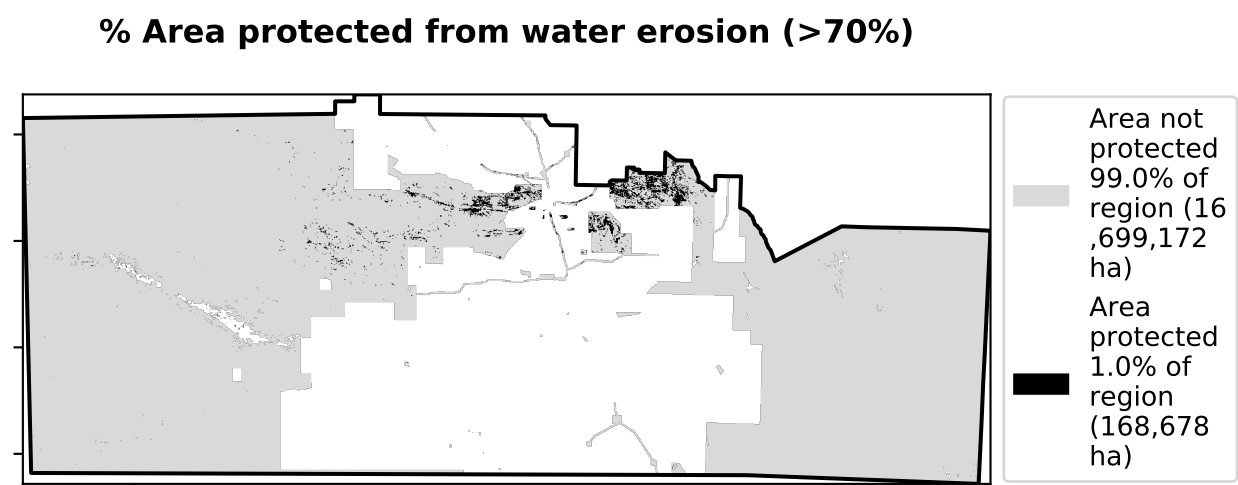 % Area protected from water erosion (>70%)
Area not
protected
99.0% of
region (16
,699,172
ha)
Area
protected
1.0% of
region
(168,678
ha)